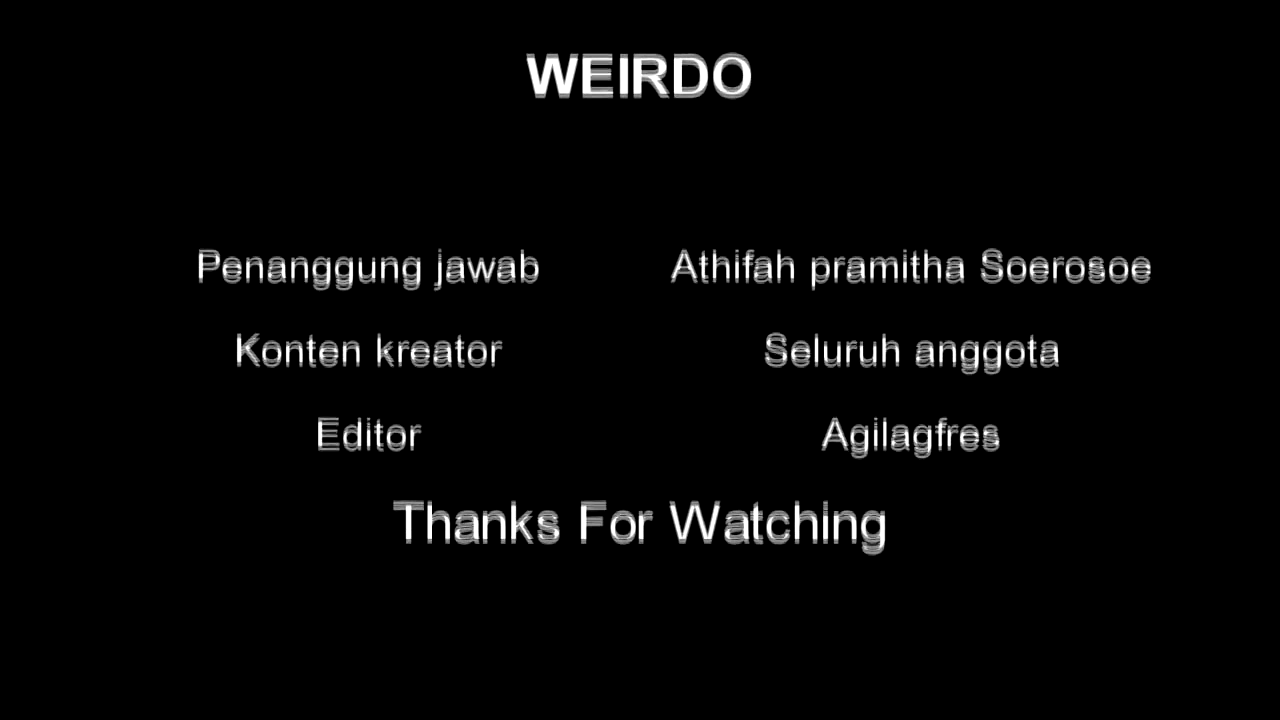 WEIRDO
Penanggung jawab Athifah pramitha Soerosoe
Konten kreator Seluruh anggota
Editor Agilagfres
Thanks For Watching